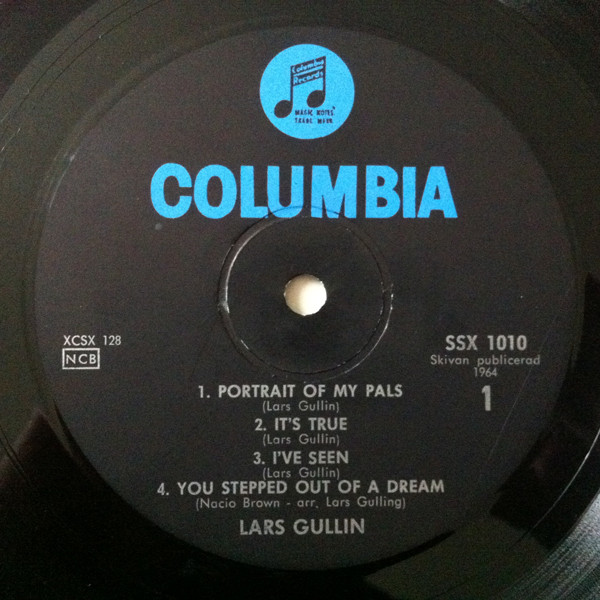 Columbia
Records
MAGIC NOTES
TRADE MARK
COLUMBIA
XCSX 128
NCB
SSX 1010
Skivan publicerad
1964
1
1. PORTRAIT OF MY PALS
(Lars Gullin)
2. IT'S TRUE
(Lars Gullin)
3. I'VE SEEN
(Lars Gullin)
4. YOU STEPPED OUT OF A DREAM
(Nacio Brown - arr. Lars Gulling)
LARS GULLIN